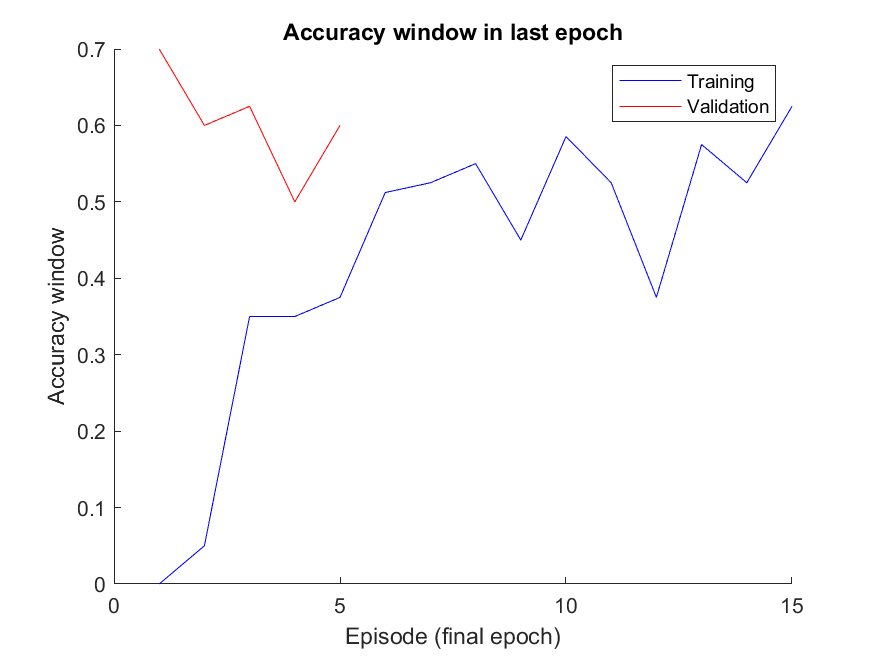 Accuracy window in last epoch
Training
Validation
Accuracy window
0.7
0.6
0.5
0.4
0.3
0.2
0.1
0
0 5 10 15
Episode (final epoch)